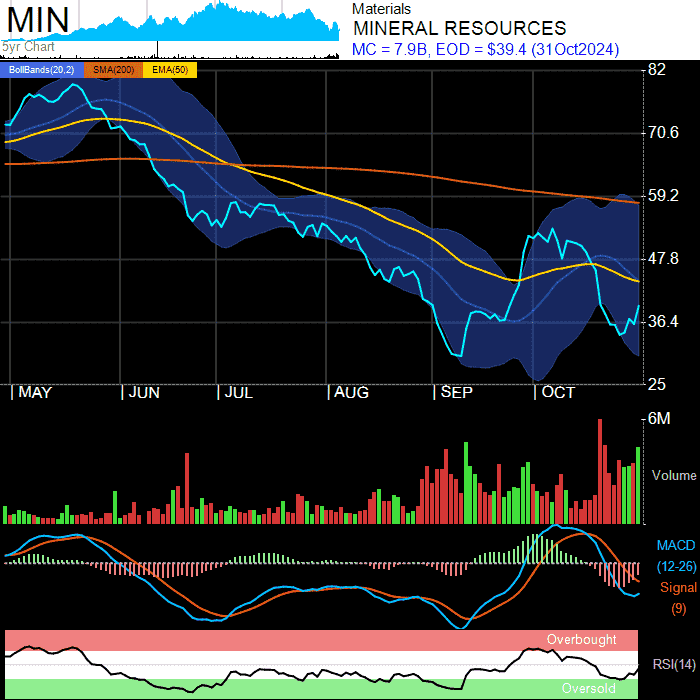 MIN
5yr Chart
Materials
MINERAL RESOURCES
MC = 7.9B, EOD = $39.4 (31Oct2024)
BollBands(20,2) SMA(200) EMA(50)
82
70.6
59.2
47.8
36.4
25
MAY JUN JUL AUG SEP OCT
6M
Volume
MACD
(12-26)
Signal
(9)
Overbought
RSI(14)
Oversold